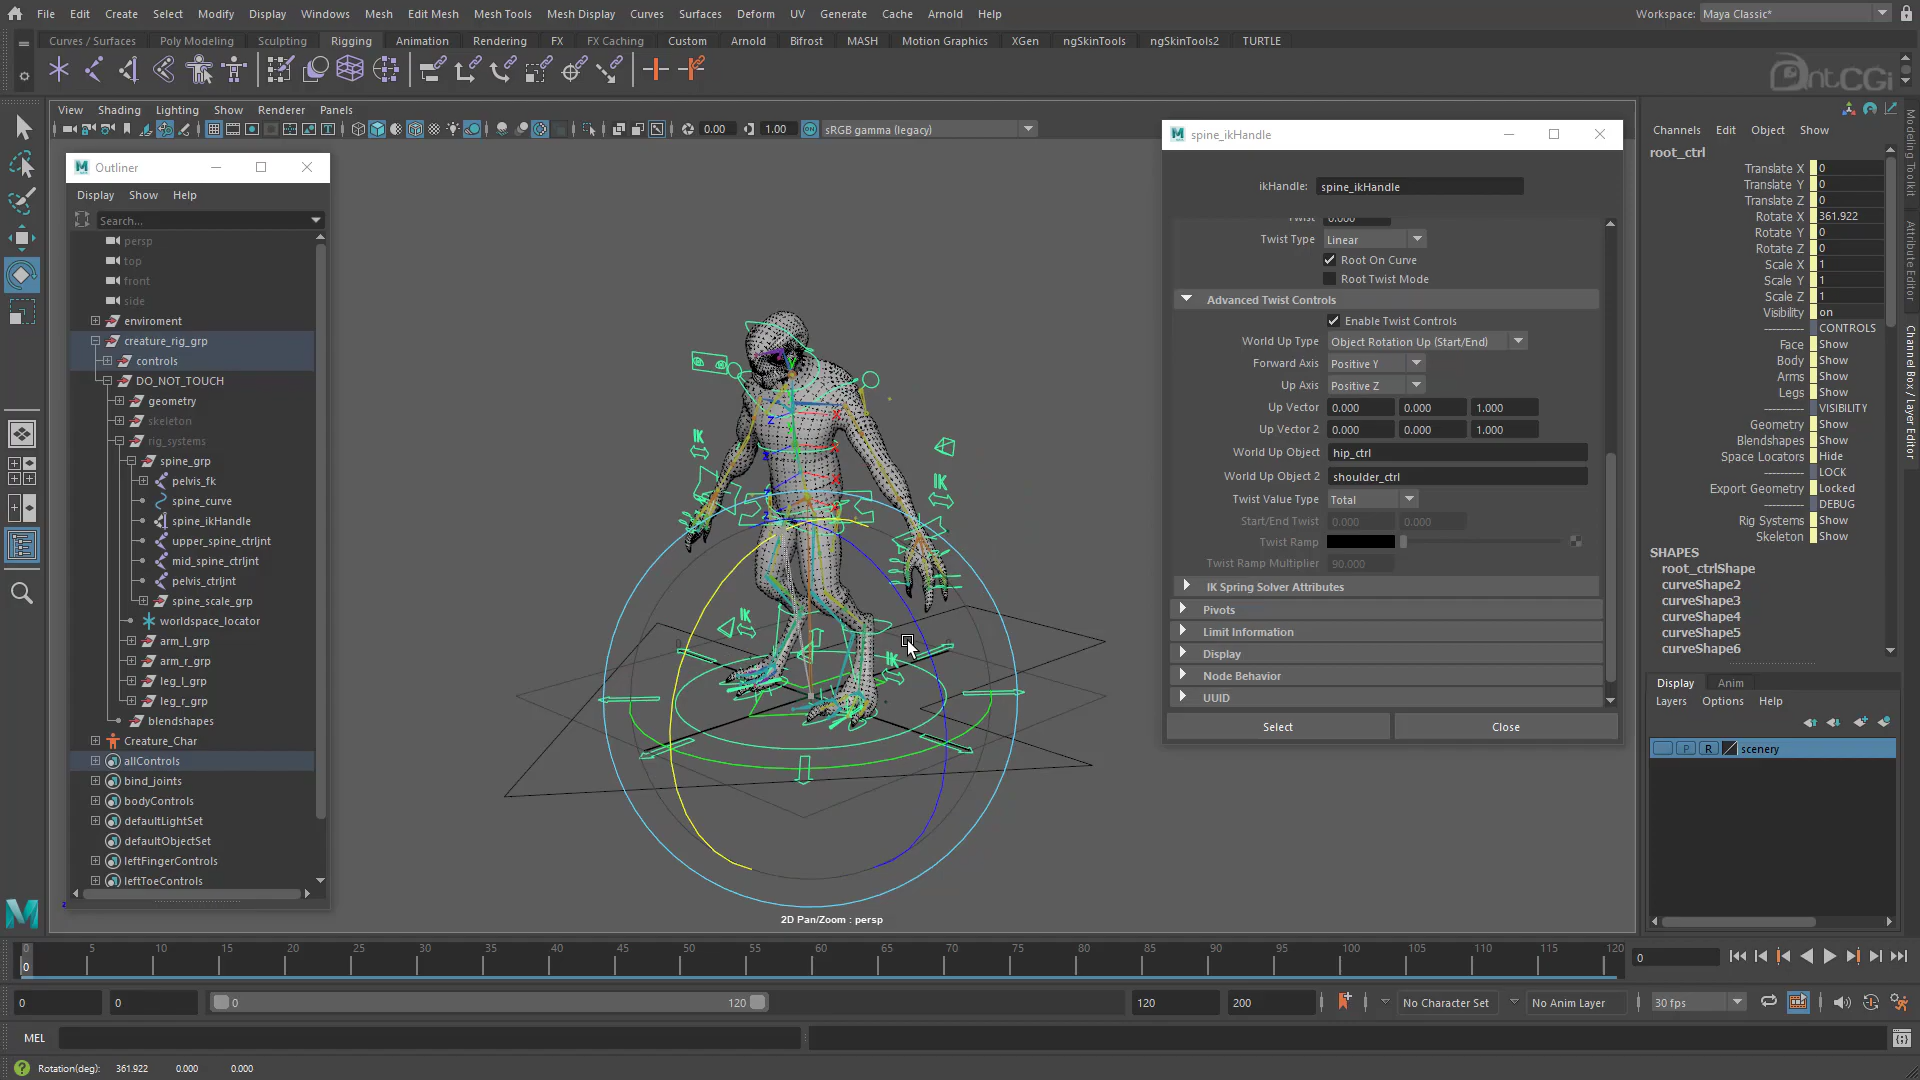 File Edit Create Select Modify Display Windows Mesh Edit Mesh Mesh Tools Mesh Display Curves Surfaces Deform UV Generate Cache Arnold Help
Workspace: Maya Classic*
Curves / Surfaces Poly Modeling Sculpting Rigging Animation Rendering FX FX Caching Custom Arnold Bifrost MASH Motion Graphics XGen ngSkinTools ngSkinTools2 TURTLE
antCGi
View Shading Lighting Show Renderer Panels
0.00 1.00 sRGB gamma (legacy)
Outliner
Display Show Help
Search...
persp
top
front
side
enviroment
creature_rig_grp
controls
DO_NOT_TOUCH
geometry
skeleton
rig_systems
spine_grp
pelvis_fk
spine_curve
spine_ikHandle
upper_spine_ctrljnt
mid_spine_ctrljnt
pelvis_ctrljnt
spine_scale_grp
worldspace_locator
arm_l_grp
arm_r_grp
leg_l_grp
leg_r_grp
blendshapes
Creature_Char
allControls
bind_joints
bodyControls
defaultLightSet
defaultObjectSet
leftFingerControls
leftToeControls
IK
IK
IK
IK
2D Pan/Zoom : persp
spine_ikHandle
ikHandle: spine_ikHandle
Twist 0.000
Twist Type Linear
Root On Curve
Root Twist Mode
Advanced Twist Controls
Enable Twist Controls
World Up Type Object Rotation Up (Start/End)
Forward Axis Positive Y
Up Axis Positive Z
Up Vector 0.000 0.000 1.000
Up Vector 2 0.000 0.000 1.000
World Up Object hip_ctrl
World Up Object 2 shoulder_ctrl
Twist Value Type Total
Start/End Twist 0.000 0.000
Twist Ramp
Twist Ramp Multiplier 90.000
IK Spring Solver Attributes
Pivots
Limit Information
Display
Node Behavior
UUID
Select Close
Channels Edit Object Show
root_ctrl
Translate X 0
Translate Y 0
Translate Z 0
Rotate X 361.922
Rotate Y 0
Rotate Z 0
Scale X 1
Scale Y 1
Scale Z 1
Visibility on
---------- CONTROLS
Face Show
Body Show
Arms Show
Legs Show
---------- VISIBILITY
Geometry Show
Blendshapes Show
Space Locators Hide
---------- LOCK
Export Geometry Locked
---------- DEBUG
Rig Systems Show
Skeleton Show
SHAPES
root_ctrlShape
curveShape2
curveShape3
curveShape4
curveShape5
curveShape6
Display Anim
Layers Options Help
P R scenery
Modeling Toolkit
Attribute Editor
Channel Box / Layer Editor
0 5 10 15 20 25 30 35 40 45 50 55 60 65 70 75 80 85 90 95 100 105 110 115 120
0
0
0 0 0 120 120 200 No Character Set No Anim Layer 30 fps
MEL
Rotation(deg): 361.922 0.000 0.000